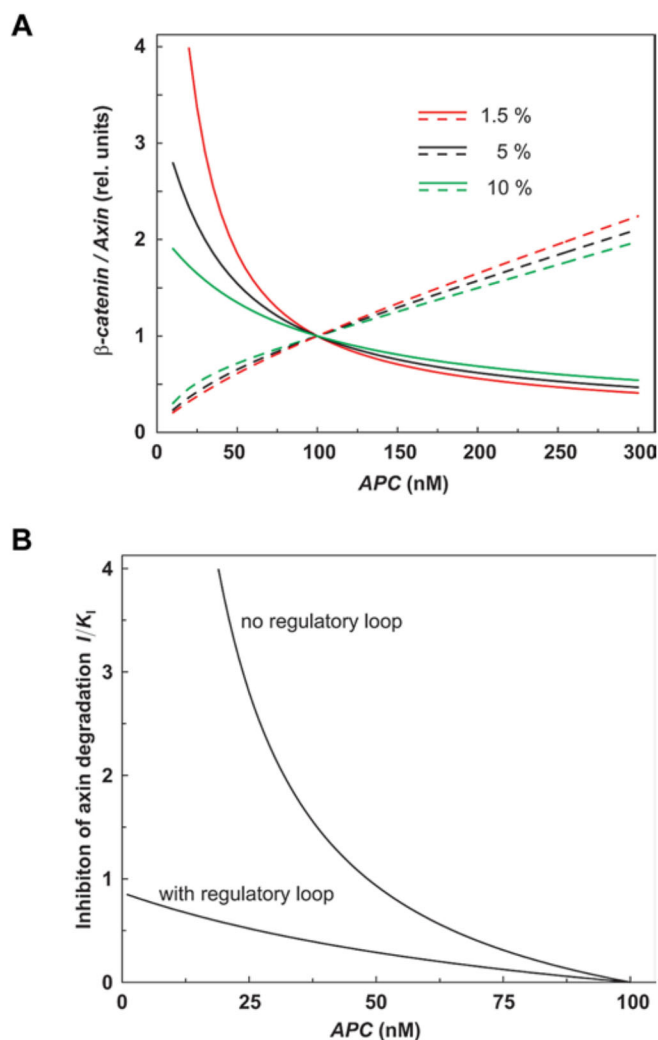 A
β-catenin / Axin (rel. units)
4
3
2
1
0
1.5 %
5 %
10 %
0 50 100 150 200 250 300
APC (nM)
B
Inhibiton of axin degradation I/K_I
4
3
2
1
0
no regulatory loop
with regulatory loop
0 25 50 75 100
APC (nM)